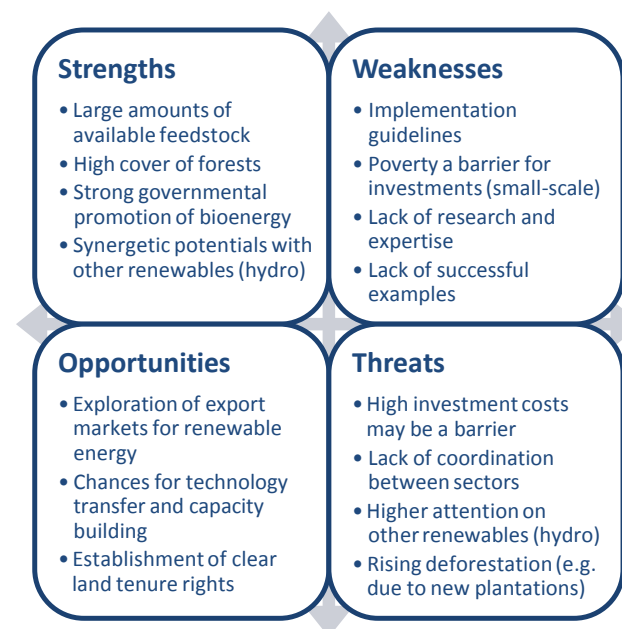 Strengths
• Large amounts of
available feedstock
• High cover of forests
• Strong governmental
promotion of bioenergy
• Synergetic potentials with
other renewables (hydro)
Weaknesses
• Implementation
guidelines
• Poverty a barrier for
investments (small-scale)
• Lack of research and
expertise
• Lack of successful
examples
Opportunities
• Exploration of export
markets for renewable
energy
• Chances for technology
transfer and capacity
building
• Establishment of clear
land tenure rights
Threats
• High investment costs
may be a barrier
• Lack of coordination
between sectors
• Higher attention on
other renewables (hydro)
• Rising deforestation (e.g.
due to new plantations)